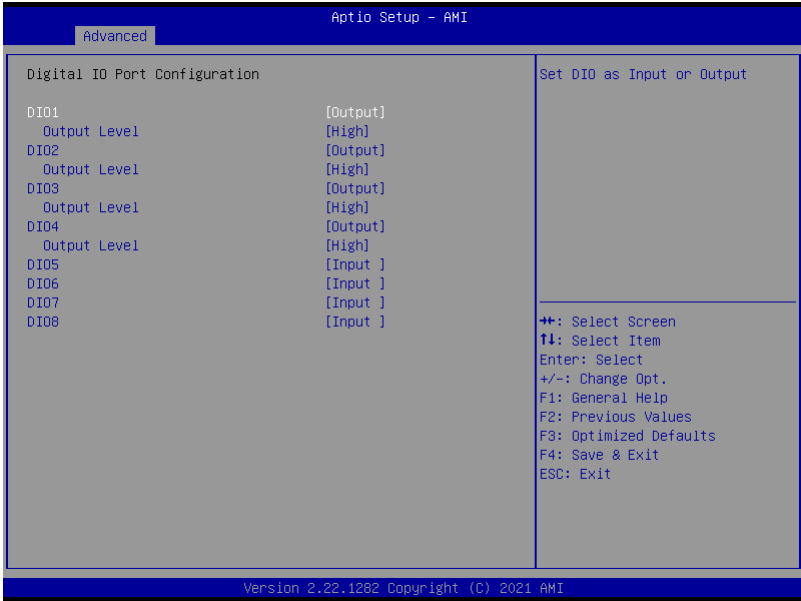 Aptio Setup – AMI
Advanced
Digital IO Port Configuration
DIO1 [Output]
Output Level [High]
DIO2 [Output]
Output Level [High]
DIO3 [Output]
Output Level [High]
DIO4 [Output]
Output Level [High]
DIO5 [Input ]
DIO6 [Input ]
DIO7 [Input ]
DIO8 [Input ]
Set DIO as Input or Output
→←: Select Screen
↑↓: Select Item
Enter: Select
+/-: Change Opt.
F1: General Help
F2: Previous Values
F3: Optimized Defaults
F4: Save & Exit
ESC: Exit
Version 2.22.1282 Copyright (C) 2021 AMI